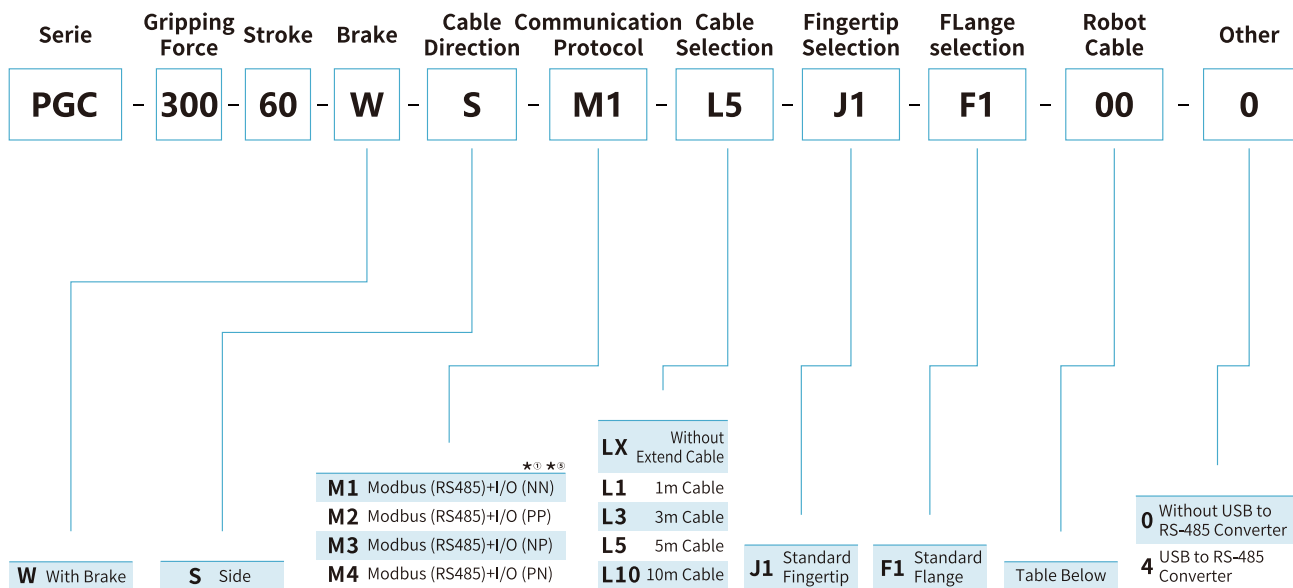 Serie Gripping Force Stroke Brake Cable Direction Communication Protocol Cable Selection Fingertip Selection FLange selection Robot Cable Other
PGC - 300 - 60 - W - S - M1 - L5 - J1 - F1 - 00 - 0
W With Brake
S Side
★① ★⑤
M1 Modbus (RS485)+I/O (NN)
M2 Modbus (RS485)+I/O (PP)
M3 Modbus (RS485)+I/O (NP)
M4 Modbus (RS485)+I/O (PN)
LX Without Extend Cable
L1 1m Cable
L3 3m Cable
L5 5m Cable
L10 10m Cable
J1 Standard Fingertip
F1 Standard Flange
Table Below
0 Without USB to RS-485 Converter
4 USB to RS-485 Converter